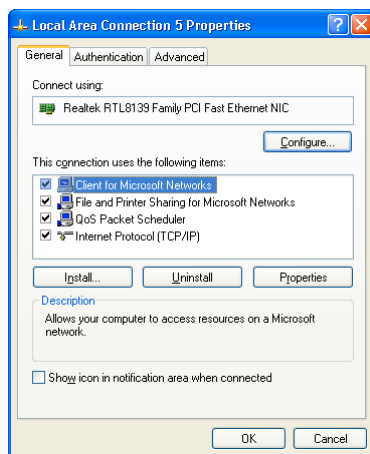 Local Area Connection 5 Properties
General Authentication Advanced
Connect using:
Realtek RTL8139 Family PCI Fast Ethernet NIC
Configure...
This connection uses the following items:
Client for Microsoft Networks
File and Printer Sharing for Microsoft Networks
QoS Packet Scheduler
Internet Protocol (TCP/IP)
Install... Uninstall Properties
Description
Allows your computer to access resources on a Microsoft
network.
Show icon in notification area when connected
OK Cancel